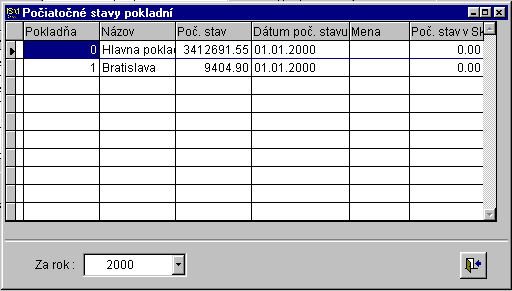 Počiatočné stavy pokladní
Pokladňa Názov Poč. stav Dátum poč. stavu Mena Poč. stav v Sk
0 Hlavna poklad 3412691.55 01.01.2000 0.00
1 Bratislava 9404.90 01.01.2000 0.00
Za rok : 2000